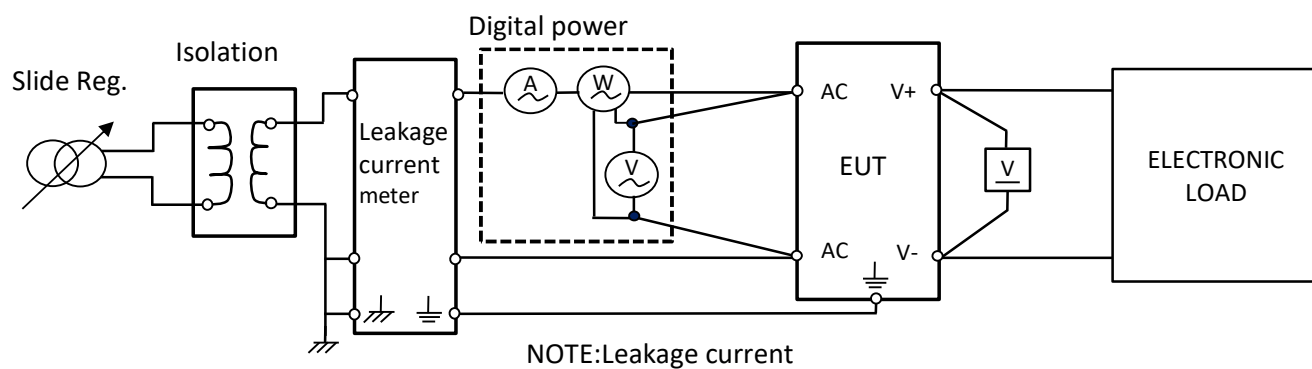 Digital power
Isolation
Slide Reg.
A
W
AC
V+
Leakage
current
meter
V
EUT
V
ELECTRONIC
LOAD
AC
V-
NOTE:Leakage current